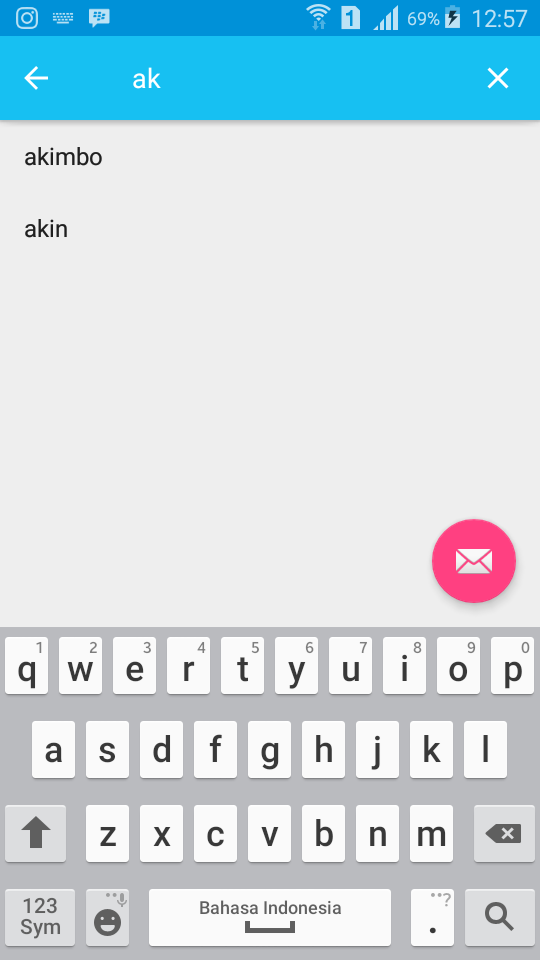 1 69% 12:57
ak
akimbo
akin
1 2 3 4 5 6 7 8 9 0
q w e r t y u i o p
a s d f g h j k l
z x c v b n m
123 Sym Bahasa Indonesia . ?